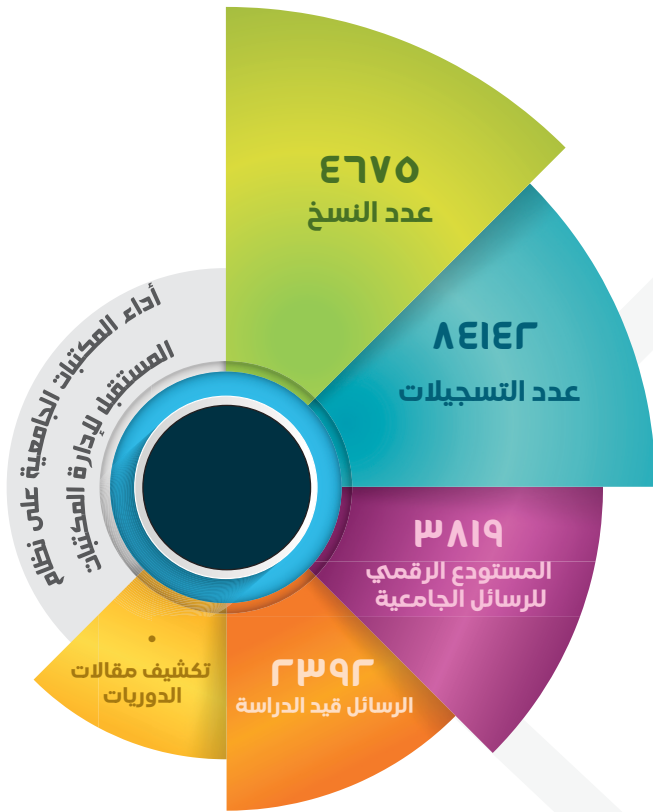 أداء المكتبات الجامعية على نظام
المستقبل لإدارة المكتبات
٤٦٧٥
عدد النسخ
٨٤١٤٢
عدد التسجيلات
٣٨١٩
المستودع الرقمي
للرسائل الجامعية
٢٣٩٢
الرسائل قيد الدراسة
٠
تكشيف مقالات
الدوريات